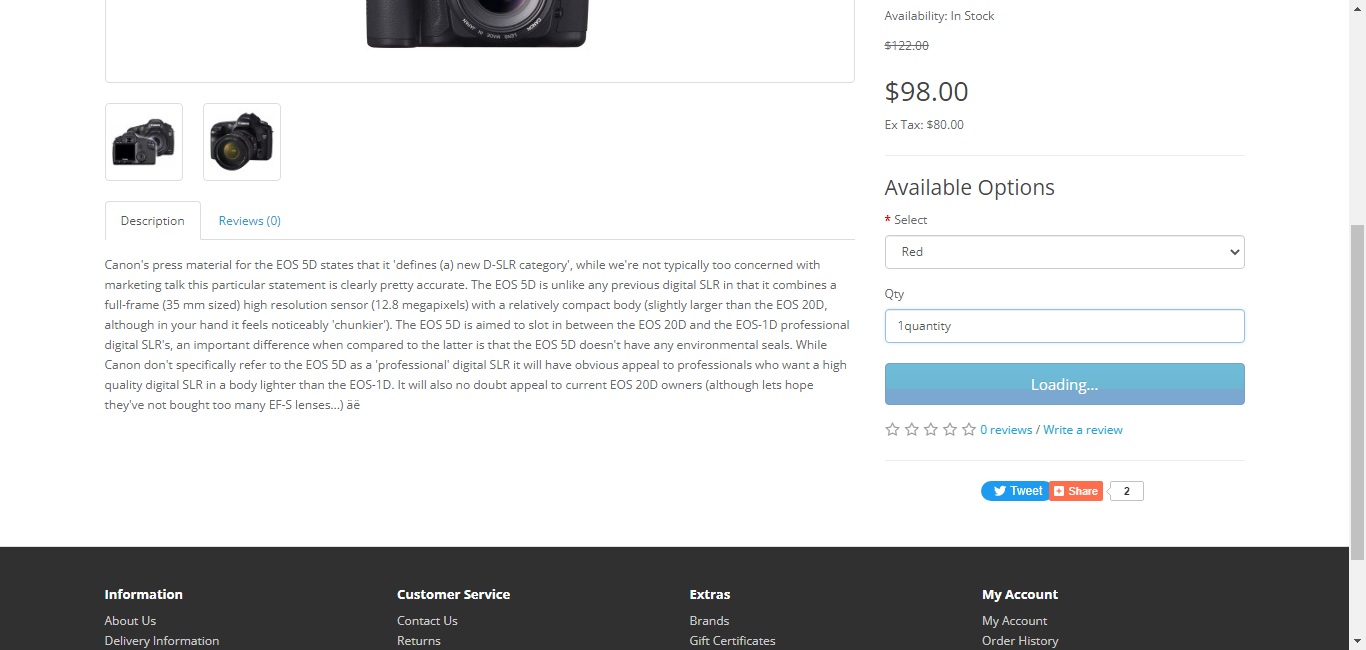 Availability: In Stock
$122.00
$98.00
Ex Tax: $80.00
Available Options
* Select
Red
Qty
1quantity
Loading...
0 reviews / Write a review
Tweet Share 2
Description Reviews (0)
Canon's press material for the EOS 5D states that it 'defines (a) new D-SLR category', while we're not typically too concerned with
marketing talk this particular statement is clearly pretty accurate. The EOS 5D is unlike any previous digital SLR in that it combines a
full-frame (35 mm sized) high resolution sensor (12.8 megapixels) with a relatively compact body (slightly larger than the EOS 20D,
although in your hand it feels noticeably 'chunkier'). The EOS 5D is aimed to slot in between the EOS 20D and the EOS-1D professional
digital SLR's, an important difference when compared to the latter is that the EOS 5D doesn't have any environmental seals. While
Canon don't specifically refer to the EOS 5D as a 'professional' digital SLR it will have obvious appeal to professionals who want a high
quality digital SLR in a body lighter than the EOS-1D. It will also no doubt appeal to current EOS 20D owners (although lets hope
they've not bought too many EF-S lenses...) äë
Information
About Us
Delivery Information
Customer Service
Contact Us
Returns
Extras
Brands
Gift Certificates
My Account
My Account
Order History